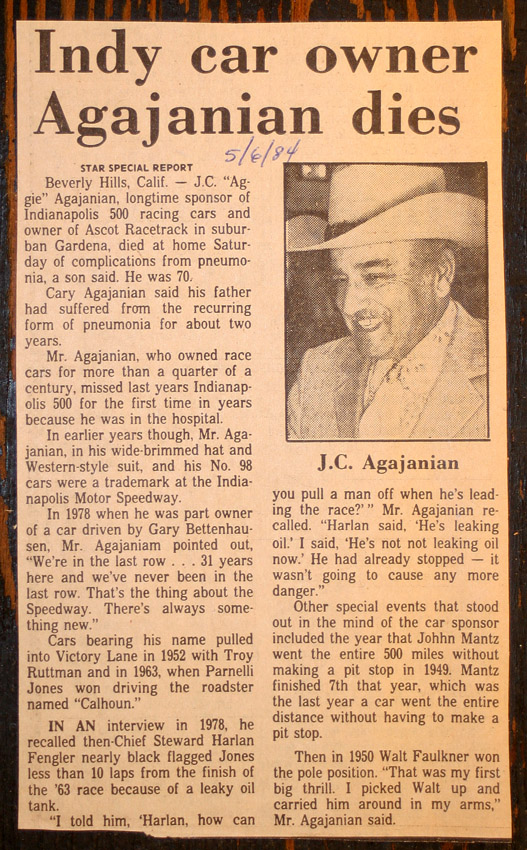 Indy car owner
Agajanian dies
5/6/84
STAR SPECIAL REPORT
Beverly Hills, Calif. — J.C. “Ag-
gie” Agajanian, longtime sponsor of
Indianapolis 500 racing cars and
owner of Ascot Racetrack in subur-
ban Gardena, died at home Satur-
day of complications from pneumo-
nia, a son said. He was 70.
Cary Agajanian said his father
had suffered from the recurring
form of pneumonia for about two
years.
Mr. Agajanian, who owned race
cars for more than a quarter of a
century, missed last years Indianap-
olis 500 for the first time in years
because he was in the hospital.
In earlier years though, Mr. Aga-
janian, in his wide-brimmed hat and
Western-style suit, and his No. 98
cars were a trademark at the India-
napolis Motor Speedway.
In 1978 when he was part owner
of a car driven by Gary Bettenhau-
sen, Mr. Agajaniam pointed out,
“We’re in the last row . . . 31 years
here and we’ve never been in the
last row. That’s the thing about the
Speedway. There’s always some-
thing new.”
Cars bearing his name pulled
into Victory Lane in 1952 with Troy
Ruttman and in 1963, when Parnelli
Jones won driving the roadster
named “Calhoun.”
IN AN interview in 1978, he
recalled then-Chief Steward Harlan
Fengler nearly black flagged Jones
less than 10 laps from the finish of
the ’63 race because of a leaky oil
tank.
“I told him, ‘Harlan, how can
J.C. Agajanian
you pull a man off when he’s lead-
ing the race?’ ” Mr. Agajanian re-
called. “Harlan said, ‘He’s leaking
oil.’ I said, ‘He’s not not leaking oil
now.’ He had already stopped — it
wasn’t going to cause any more
danger.”
Other special events that stood
out in the mind of the car sponsor
included the year that Johhn Mantz
went the entire 500 miles without
making a pit stop in 1949. Mantz
finished 7th that year, which was
the last year a car went the entire
distance without having to make a
pit stop.
Then in 1950 Walt Faulkner won
the pole position. “That was my first
big thrill. I picked Walt up and
carried him around in my arms,”
Mr. Agajanian said.